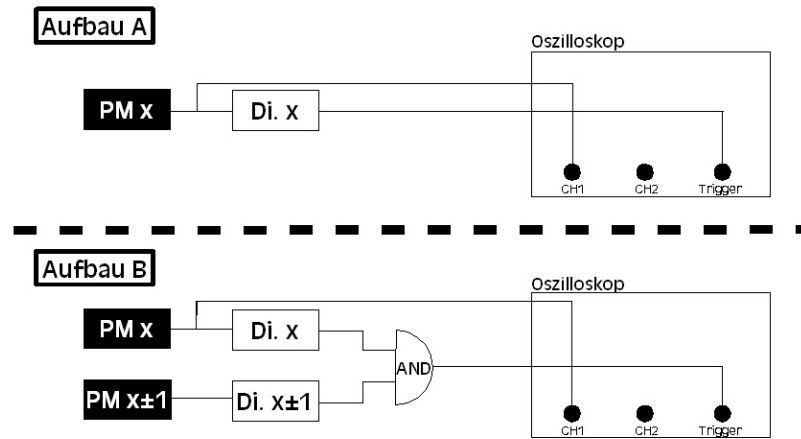 Aufbau A
Oszilloskop
PM x
Di. x
CH1
CH2
Trigger
Aufbau B
Oszilloskop
PM x
Di. x
AND
PM x±1
Di. x±1
CH1
CH2
Trigger